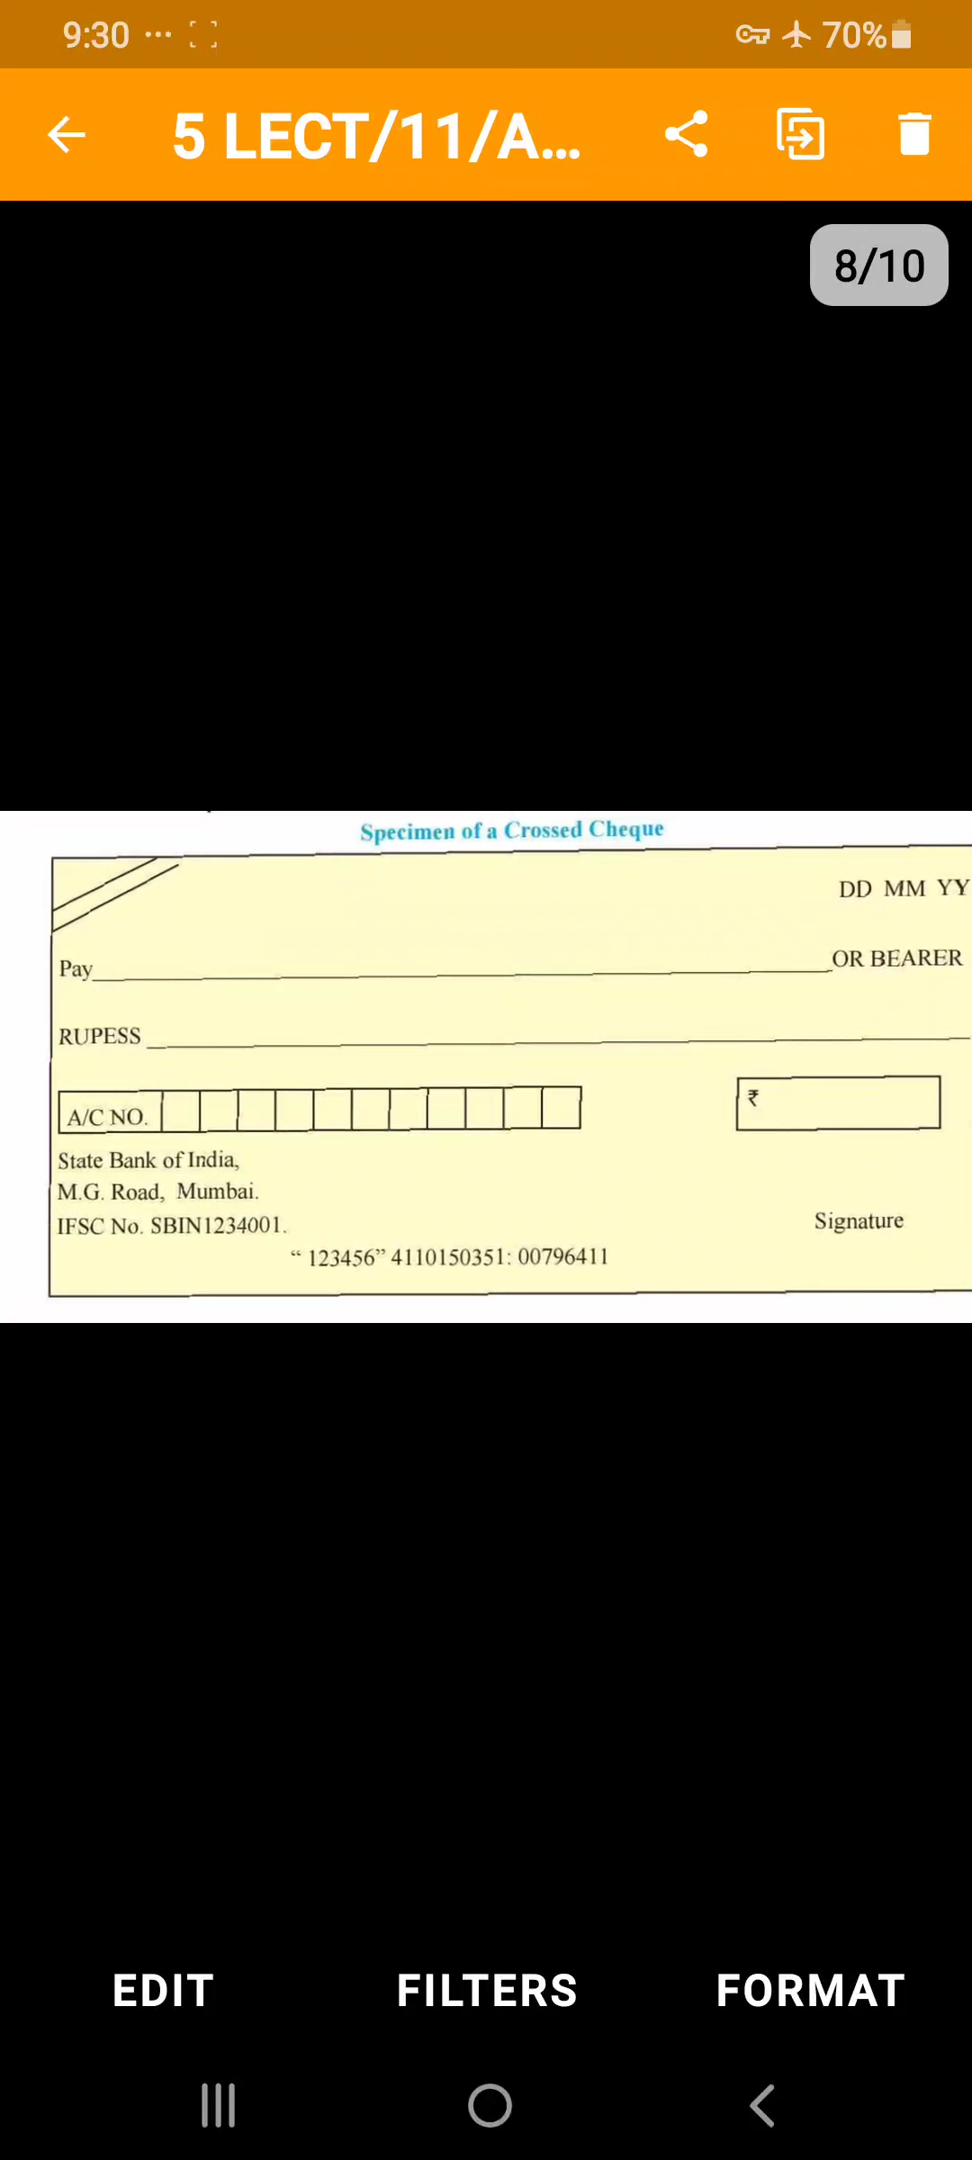 9:30 ... 70%
5 LECT/11/A...
8/10
Specimen of a Crossed Cheque
DD MM YY
Pay OR BEARER
RUPESS
A/C NO. ₹
State Bank of India,
M.G. Road, Mumbai.
IFSC No. SBIN1234001.
Signature
“ 123456” 4110150351: 00796411
EDIT FILTERS FORMAT